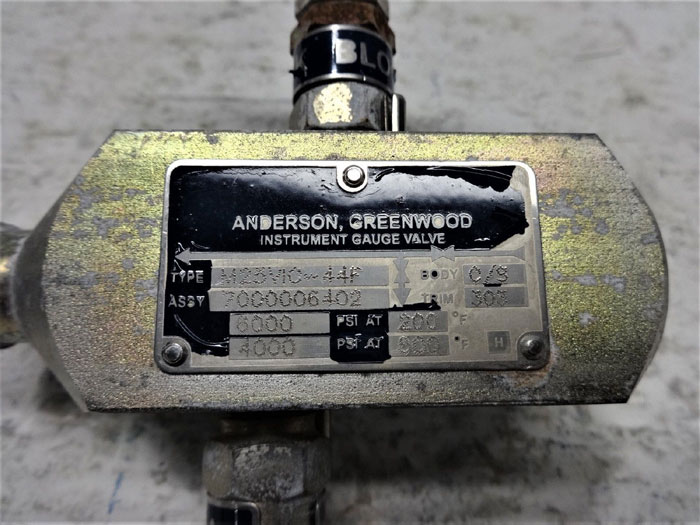 BLO
ANDERSON, GREENWOOD
INSTRUMENT GAUGE VALVE
TYPE M25VIC-44F BODY C/S
ASSY 7000006402 TRIM 303
6000 PSI AT 200 °F
4000 PSI AT °F H